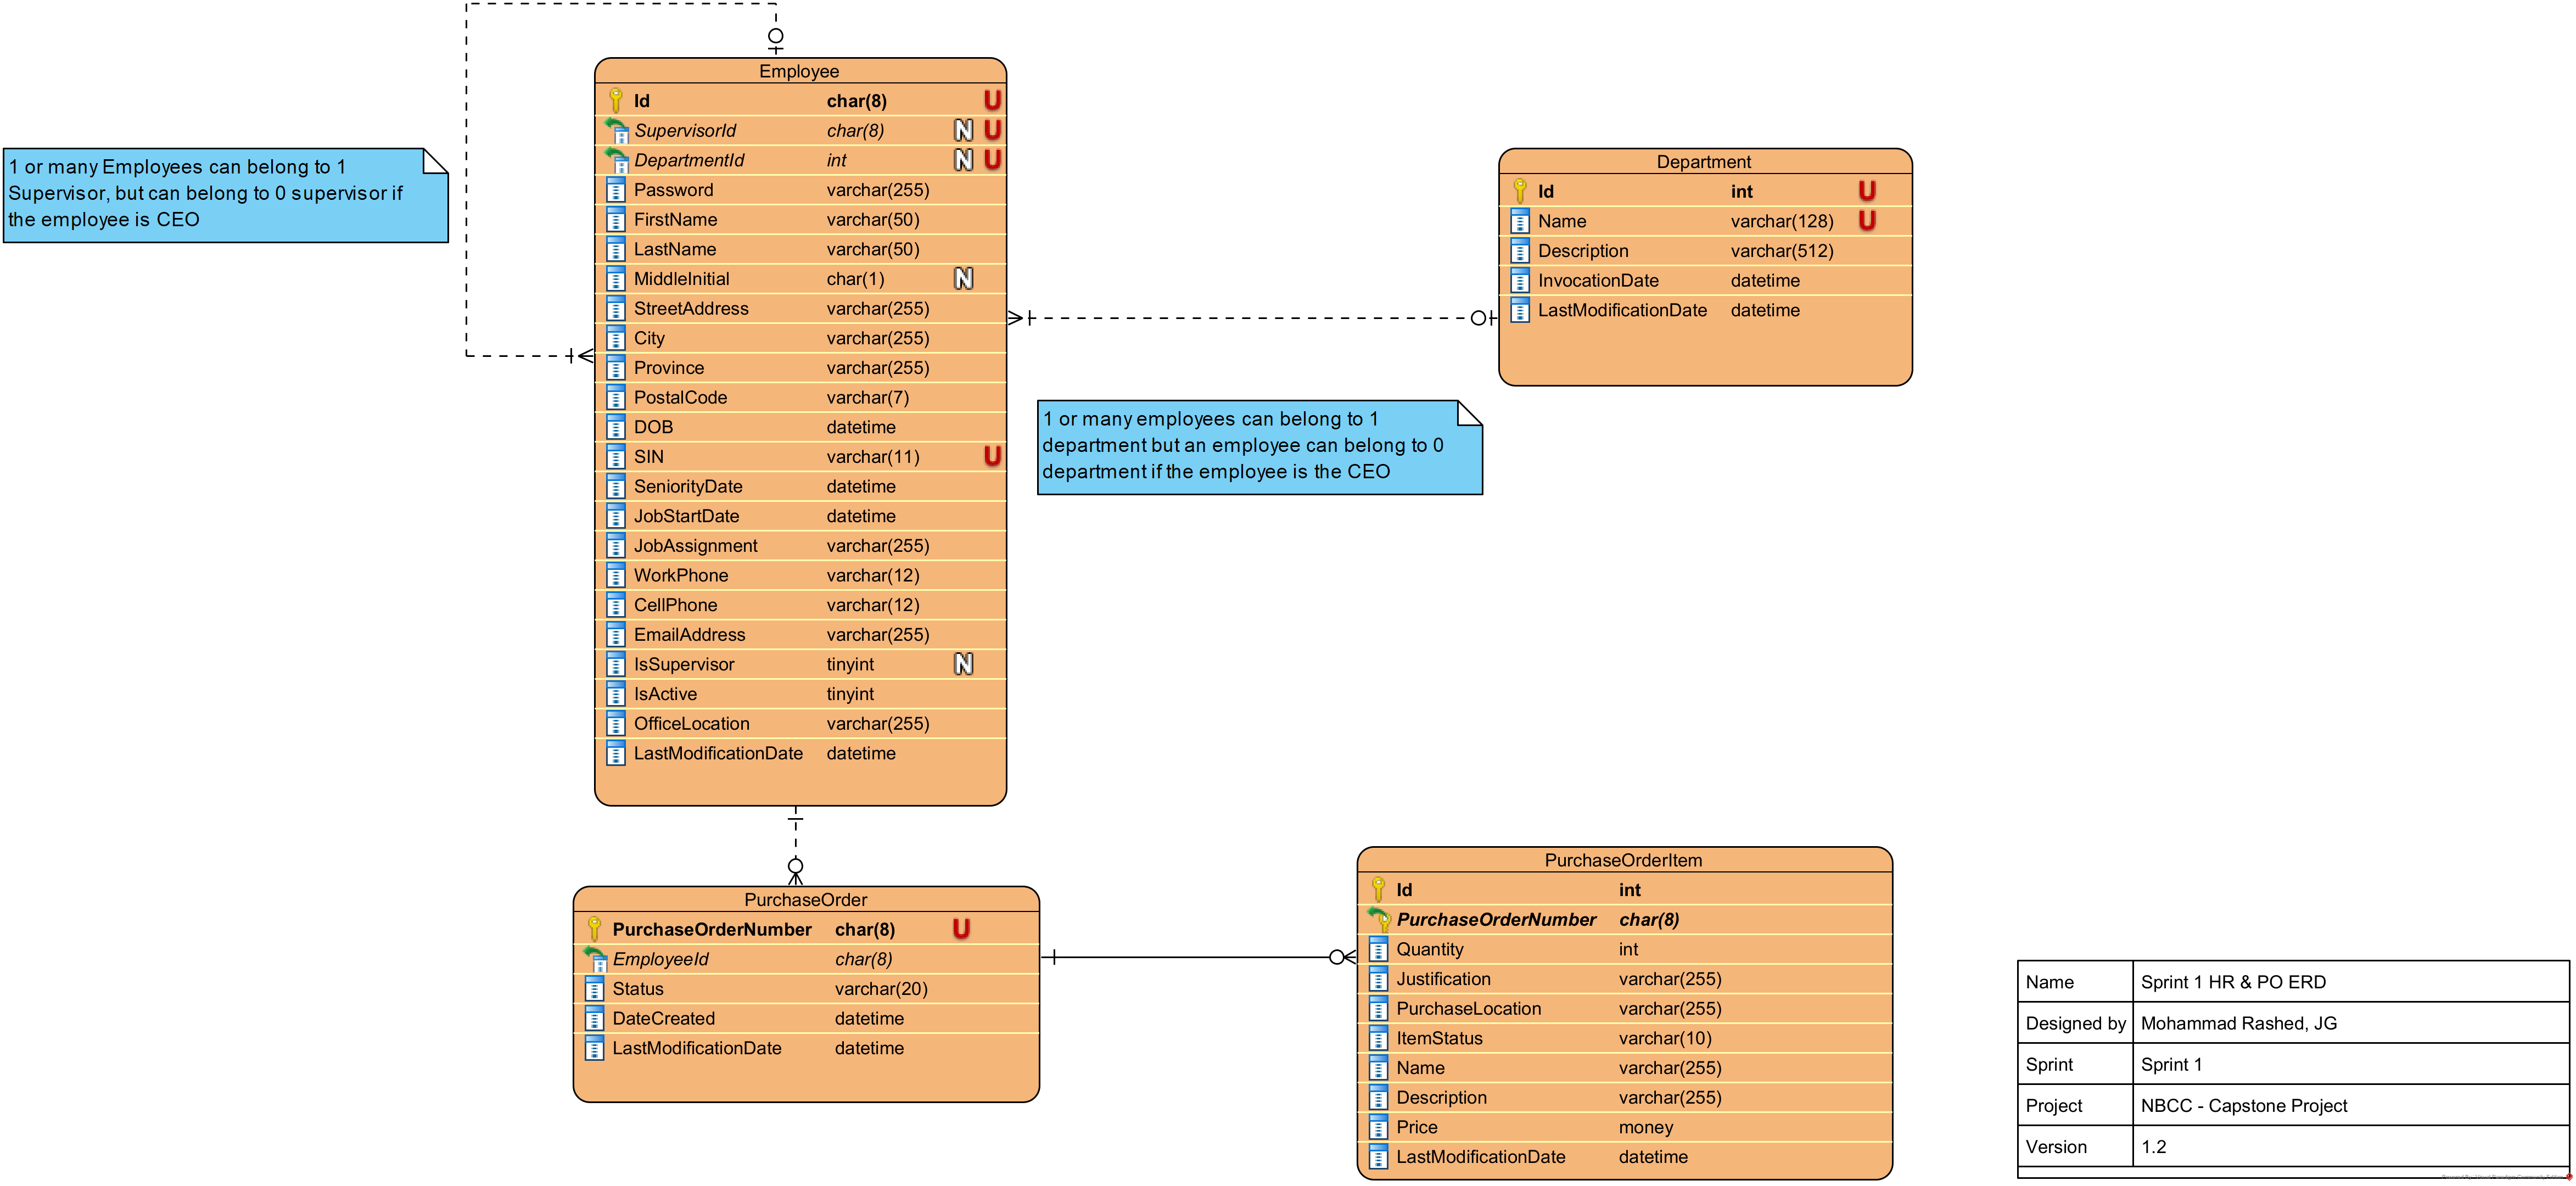 Employee
Id char(8) U
SupervisorId char(8) N U
DepartmentId int N U
Password varchar(255)
FirstName varchar(50)
LastName varchar(50)
MiddleInitial char(1) N
StreetAddress varchar(255)
City varchar(255)
Province varchar(255)
PostalCode varchar(7)
DOB datetime
SIN varchar(11) U
SeniorityDate datetime
JobStartDate datetime
JobAssignment varchar(255)
WorkPhone varchar(12)
CellPhone varchar(12)
EmailAddress varchar(255)
IsSupervisor tinyint N
IsActive tinyint
OfficeLocation varchar(255)
LastModificationDate datetime
1 or many Employees can belong to 1
Supervisor, but can belong to 0 supervisor if
the employee is CEO
Department
Id int U
Name varchar(128) U
Description varchar(512)
InvocationDate datetime
LastModificationDate datetime
1 or many employees can belong to 1
department but an employee can belong to 0
department if the employee is the CEO
PurchaseOrder
PurchaseOrderNumber char(8) U
EmployeeId char(8)
Status varchar(20)
DateCreated datetime
LastModificationDate datetime
PurchaseOrderItem
Id int
PurchaseOrderNumber char(8)
Quantity int
Justification varchar(255)
PurchaseLocation varchar(255)
ItemStatus varchar(10)
Name varchar(255)
Description varchar(255)
Price money
LastModificationDate datetime
Name Sprint 1 HR & PO ERD
Designed by Mohammad Rashed, JG
Sprint Sprint 1
Project NBCC - Capstone Project
Version 1.2